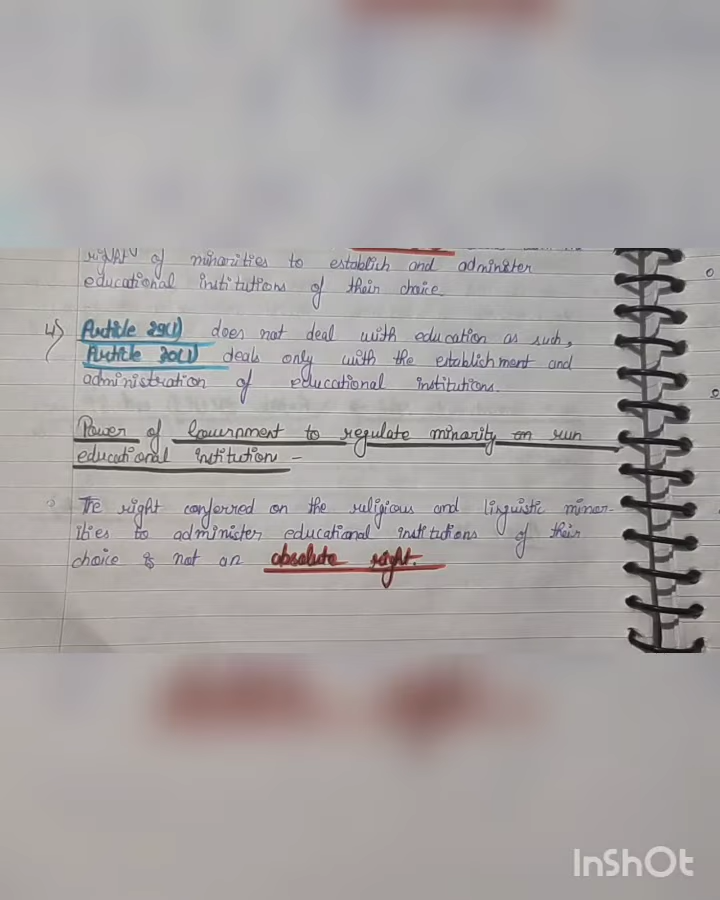 rights of minorities to establish and administer
educational institutions of their choice.
4) Article 29(1) does not deal with education as such,
Article 30(1) deals only with the establishment and
administration of educational institutions.
Power of Government to regulate minority run
educational institution -
The right conferred on the religious and linguistic minor-
ities to administer educational institutions of their
choice is not an absolute right.
InShOt